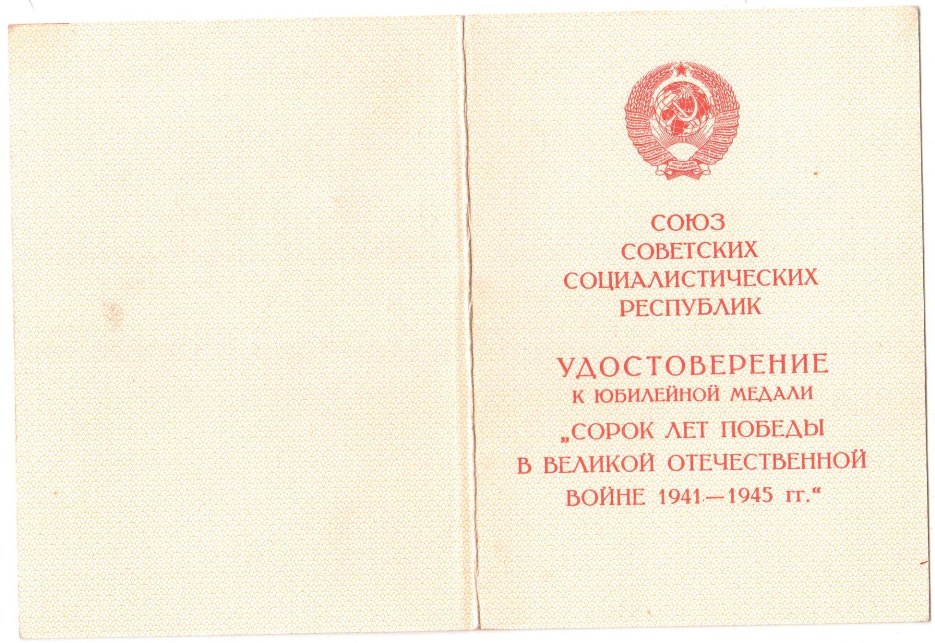 СОЮЗ
СОВЕТСКИХ
СОЦИАЛИСТИЧЕСКИХ
РЕСПУБЛИК
УДОСТОВЕРЕНИЕ
К ЮБИЛЕЙНОЙ МЕДАЛИ
„СОРОК ЛЕТ ПОБЕДЫ
В ВЕЛИКОЙ ОТЕЧЕСТВЕННОЙ
ВОЙНЕ 1941—1945 гг.“